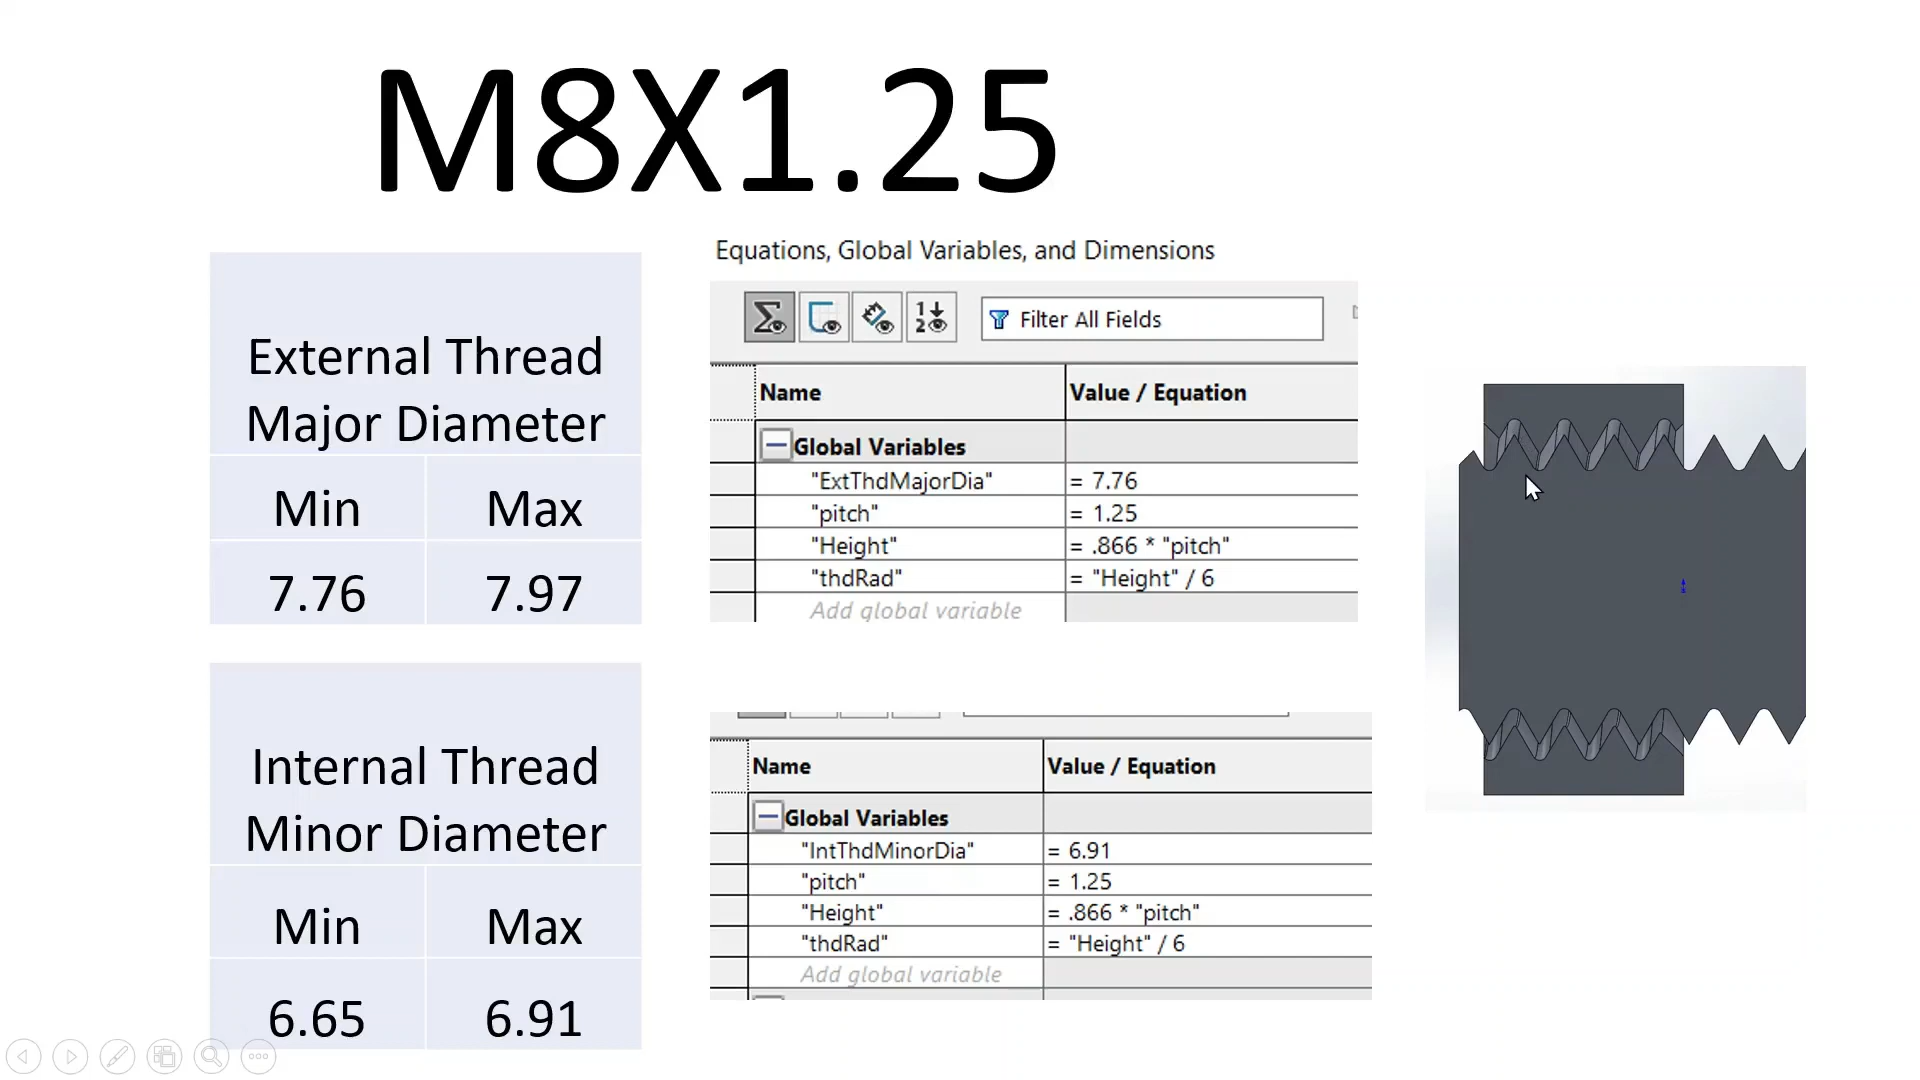 M8X1.25
External Thread
Major Diameter
Min Max
7.76 7.97
Internal Thread
Minor Diameter
Min Max
6.65 6.91
Equations, Global Variables, and Dimensions
Filter All Fields
Name Value / Equation
Global Variables
"ExtThdMajorDia" = 7.76
"pitch" = 1.25
"Height" = .866 * "pitch"
"thdRad" = "Height" / 6
Add global variable
Name Value / Equation
Global Variables
"IntThdMinorDia" = 6.91
"pitch" = 1.25
"Height" = .866 * "pitch"
"thdRad" = "Height" / 6
Add global variable